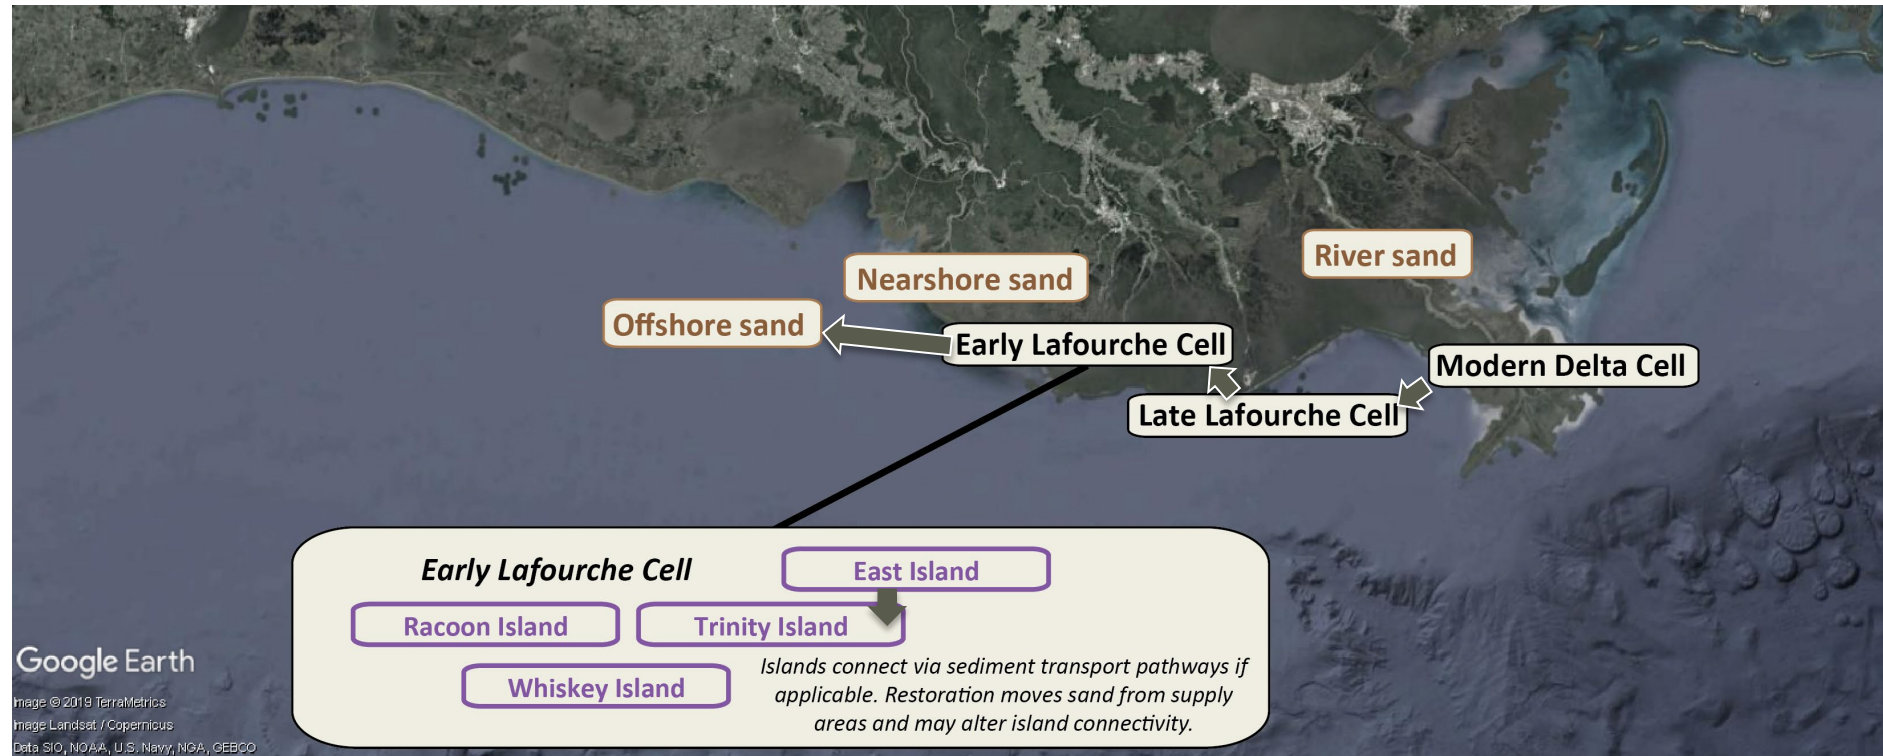 River sand
Nearshore sand
Offshore sand
Early Lafourche Cell
Modern Delta Cell
Late Lafourche Cell
Early Lafourche Cell
East Island
Racoon Island
Trinity Island
Whiskey Island
Islands connect via sediment transport pathways if
applicable. Restoration moves sand from supply
areas and may alter island connectivity.
Google Earth
Image © 2019 TerraMetrics
Image Landsat / Copernicus
Data SIO, NOAA, U.S. Navy, NGA, GEBCO